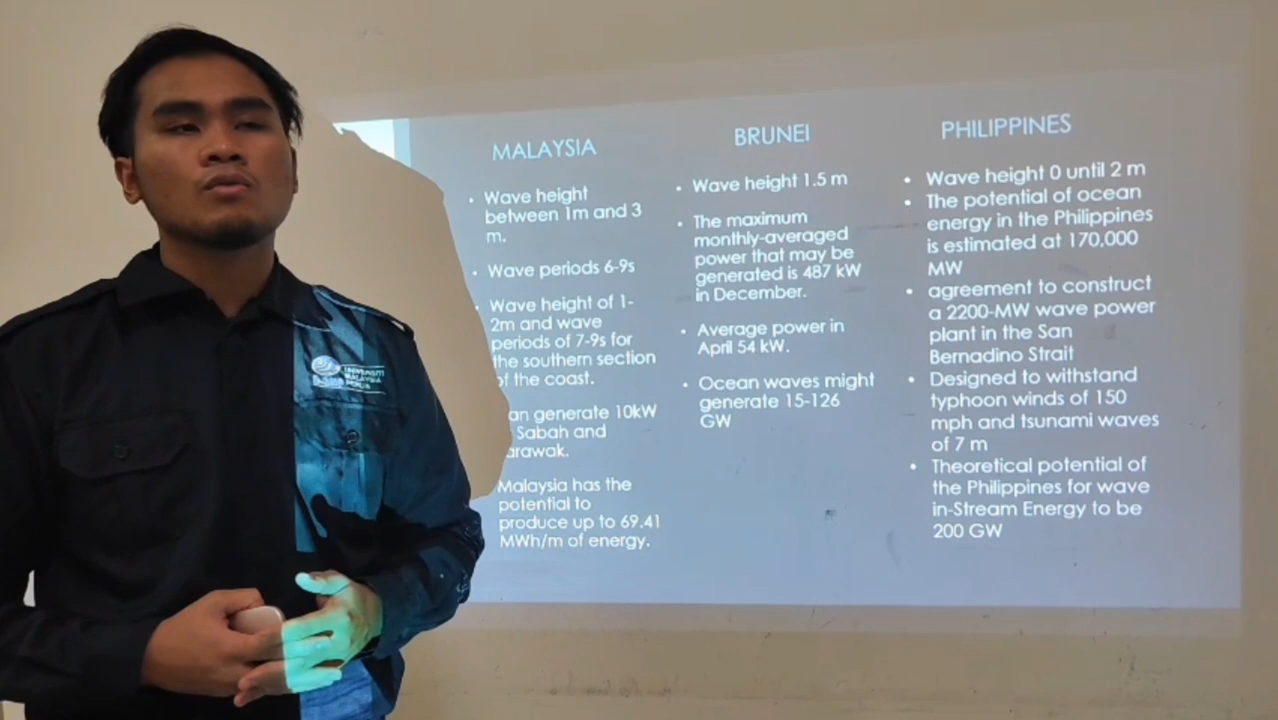 MALAYSIA
• Wave height
between 1m and 3
m.
• Wave periods 6-9s
• Wave height of 1-
2m and wave
periods of 7-9s for
the southern section
of the coast.
an generate 10kW
Sabah and
arawak.
Malaysia has the
potential to
produce up to 69.41
MWh/m of energy.
BRUNEI
• Wave height 1.5 m
• The maximum
monthly-averaged
power that may be
generated is 487 kW
in December.
• Average power in
April 54 kW.
• Ocean waves might
generate 15-126
GW
PHILIPPINES
• Wave height 0 until 2 m
• The potential of ocean
energy in the Philippines
is estimated at 170,000
MW
• agreement to construct
a 2200-MW wave power
plant in the San
Bernadino Strait
• Designed to withstand
typhoon winds of 150
mph and tsunami waves
of 7 m
• Theoretical potential of
the Philippines for wave
in-Stream Energy to be
200 GW
UNIVERSITI
MALAYSIA